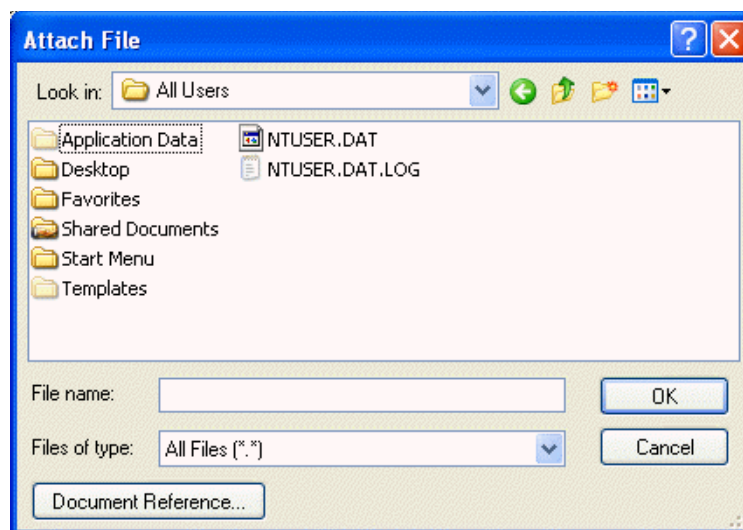 Attach File
Look in: All Users
Application Data NTUSER.DAT
Desktop NTUSER.DAT.LOG
Favorites
Shared Documents
Start Menu
Templates
File name: OK
Files of type: All Files (*.*) Cancel
Document Reference...